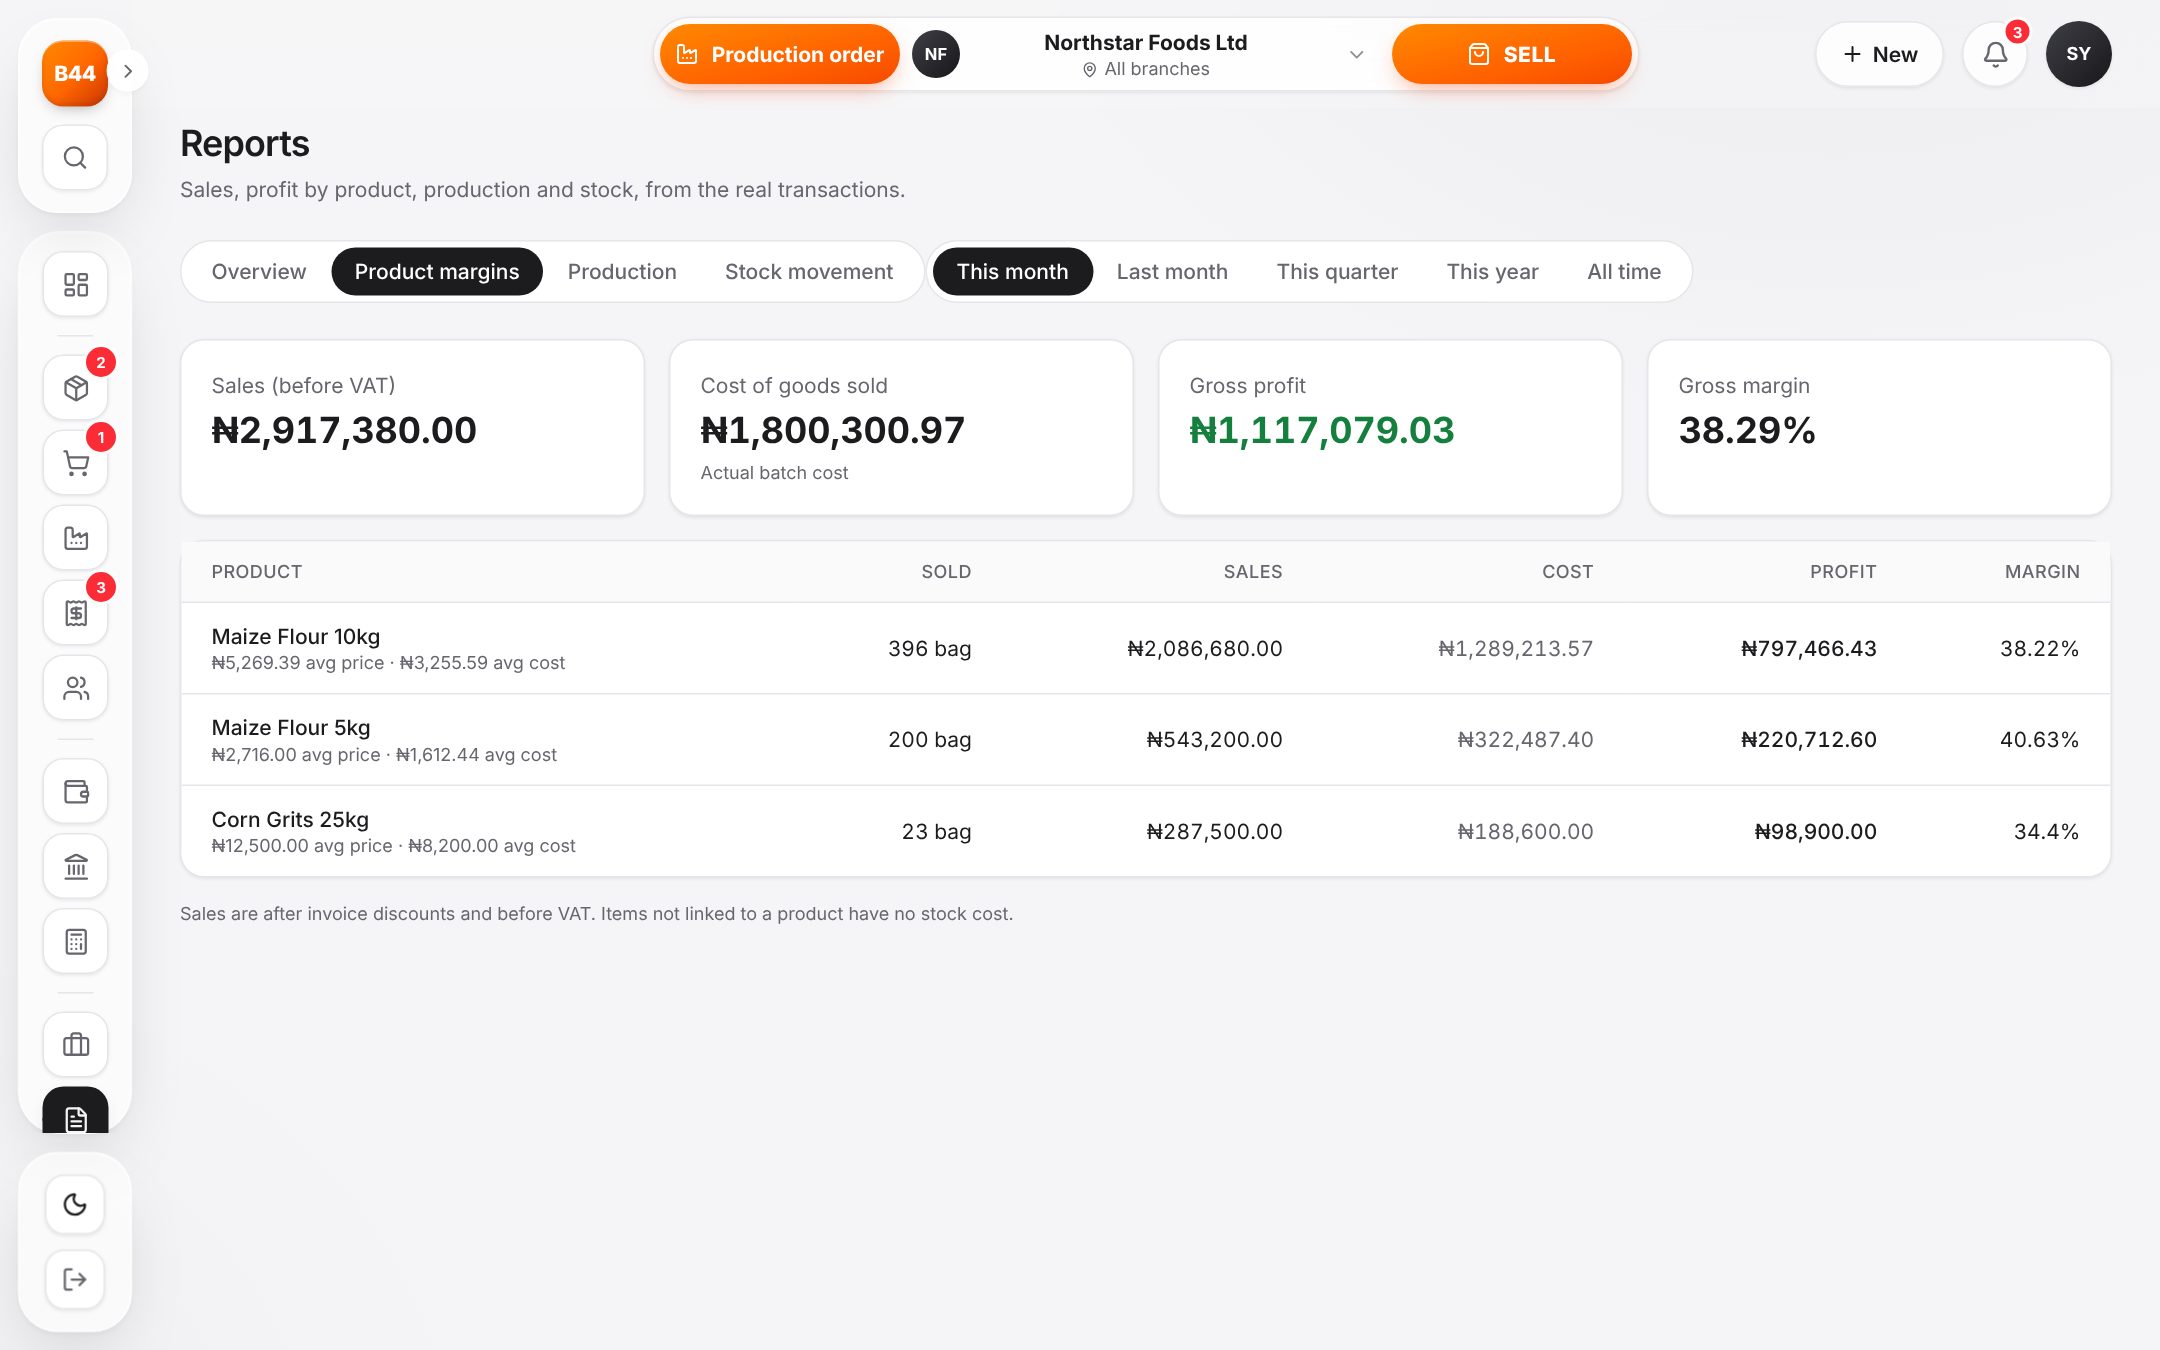 B44
Production order
NF
Northstar Foods Ltd
All branches
SELL
New
3
SY
Reports
Sales, profit by product, production and stock, from the real transactions.
Overview Product margins Production Stock movement This month Last month This quarter This year All time
2
1
3
Sales (before VAT)
₦2,917,380.00
Cost of goods sold
₦1,800,300.97
Actual batch cost
Gross profit
₦1,117,079.03
Gross margin
38.29%
PRODUCT SOLD SALES COST PROFIT MARGIN
Maize Flour 10kg
₦5,269.39 avg price · ₦3,255.59 avg cost
396 bag ₦2,086,680.00 ₦1,289,213.57 ₦797,466.43 38.22%
Maize Flour 5kg
₦2,716.00 avg price · ₦1,612.44 avg cost
200 bag ₦543,200.00 ₦322,487.40 ₦220,712.60 40.63%
Corn Grits 25kg
₦12,500.00 avg price · ₦8,200.00 avg cost
23 bag ₦287,500.00 ₦188,600.00 ₦98,900.00 34.4%
Sales are after invoice discounts and before VAT. Items not linked to a product have no stock cost.